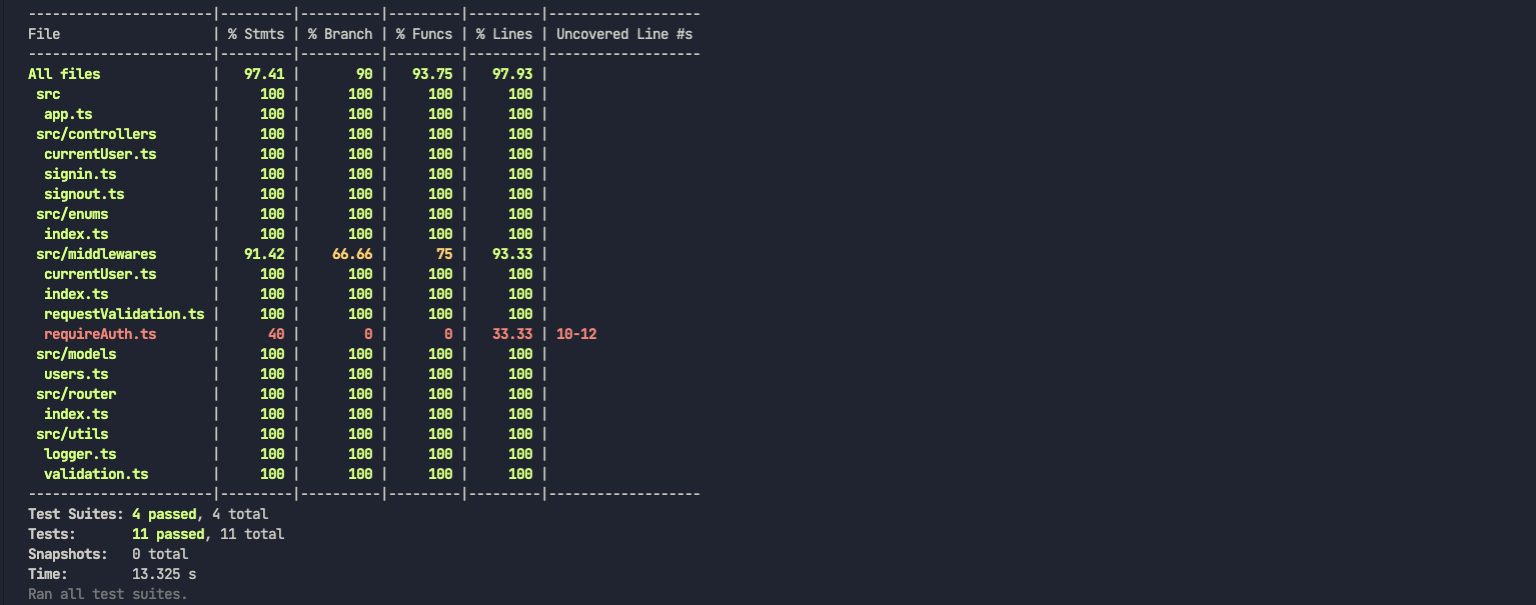 -----------------------|---------|----------|---------|---------|-------------------
File                   | % Stmts | % Branch | % Funcs | % Lines | Uncovered Line #s
-----------------------|---------|----------|---------|---------|-------------------
All files              |   97.41 |       90 |   93.75 |   97.93 |
 src                   |     100 |      100 |     100 |     100 |
  app.ts               |     100 |      100 |     100 |     100 |
 src/controllers       |     100 |      100 |     100 |     100 |
  currentUser.ts       |     100 |      100 |     100 |     100 |
  signin.ts            |     100 |      100 |     100 |     100 |
  signout.ts           |     100 |      100 |     100 |     100 |
 src/enums             |     100 |      100 |     100 |     100 |
  index.ts             |     100 |      100 |     100 |     100 |
 src/middlewares       |   91.42 |    66.66 |      75 |   93.33 |
  currentUser.ts       |     100 |      100 |     100 |     100 |
  index.ts             |     100 |      100 |     100 |     100 |
  requestValidation.ts |     100 |      100 |     100 |     100 |
  requireAuth.ts       |      40 |        0 |       0 |   33.33 | 10-12
 src/models            |     100 |      100 |     100 |     100 |
  users.ts             |     100 |      100 |     100 |     100 |
 src/router            |     100 |      100 |     100 |     100 |
  index.ts             |     100 |      100 |     100 |     100 |
 src/utils             |     100 |      100 |     100 |     100 |
  logger.ts            |     100 |      100 |     100 |     100 |
  validation.ts        |     100 |      100 |     100 |     100 |
-----------------------|---------|----------|---------|---------|-------------------
Test Suites: 4 passed, 4 total
Tests:       11 passed, 11 total
Snapshots:   0 total
Time:        13.325 s
Ran all test suites.